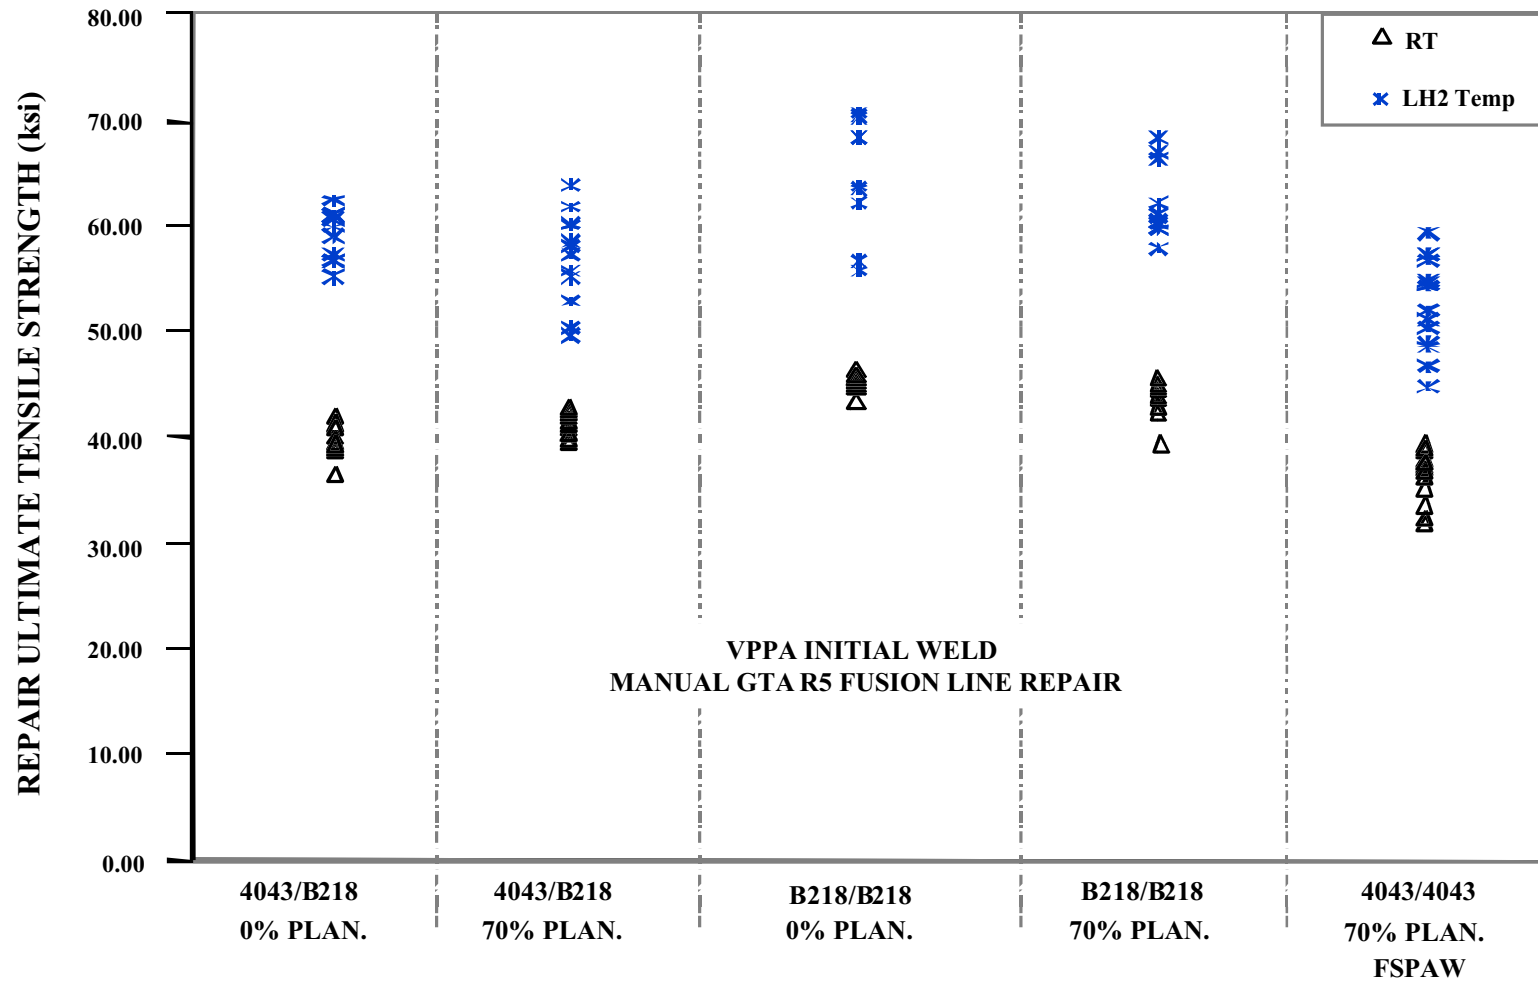 REPAIR ULTIMATE TENSILE STRENGTH (ksi)
80.00
70.00
60.00
50.00
40.00
30.00
20.00
10.00
0.00
RT
LH2 Temp
VPPA INITIAL WELD
MANUAL GTA R5 FUSION LINE REPAIR
4043/B218
0% PLAN.
4043/B218
70% PLAN.
B218/B218
0% PLAN.
B218/B218
70% PLAN.
4043/4043
70% PLAN.
FSPAW